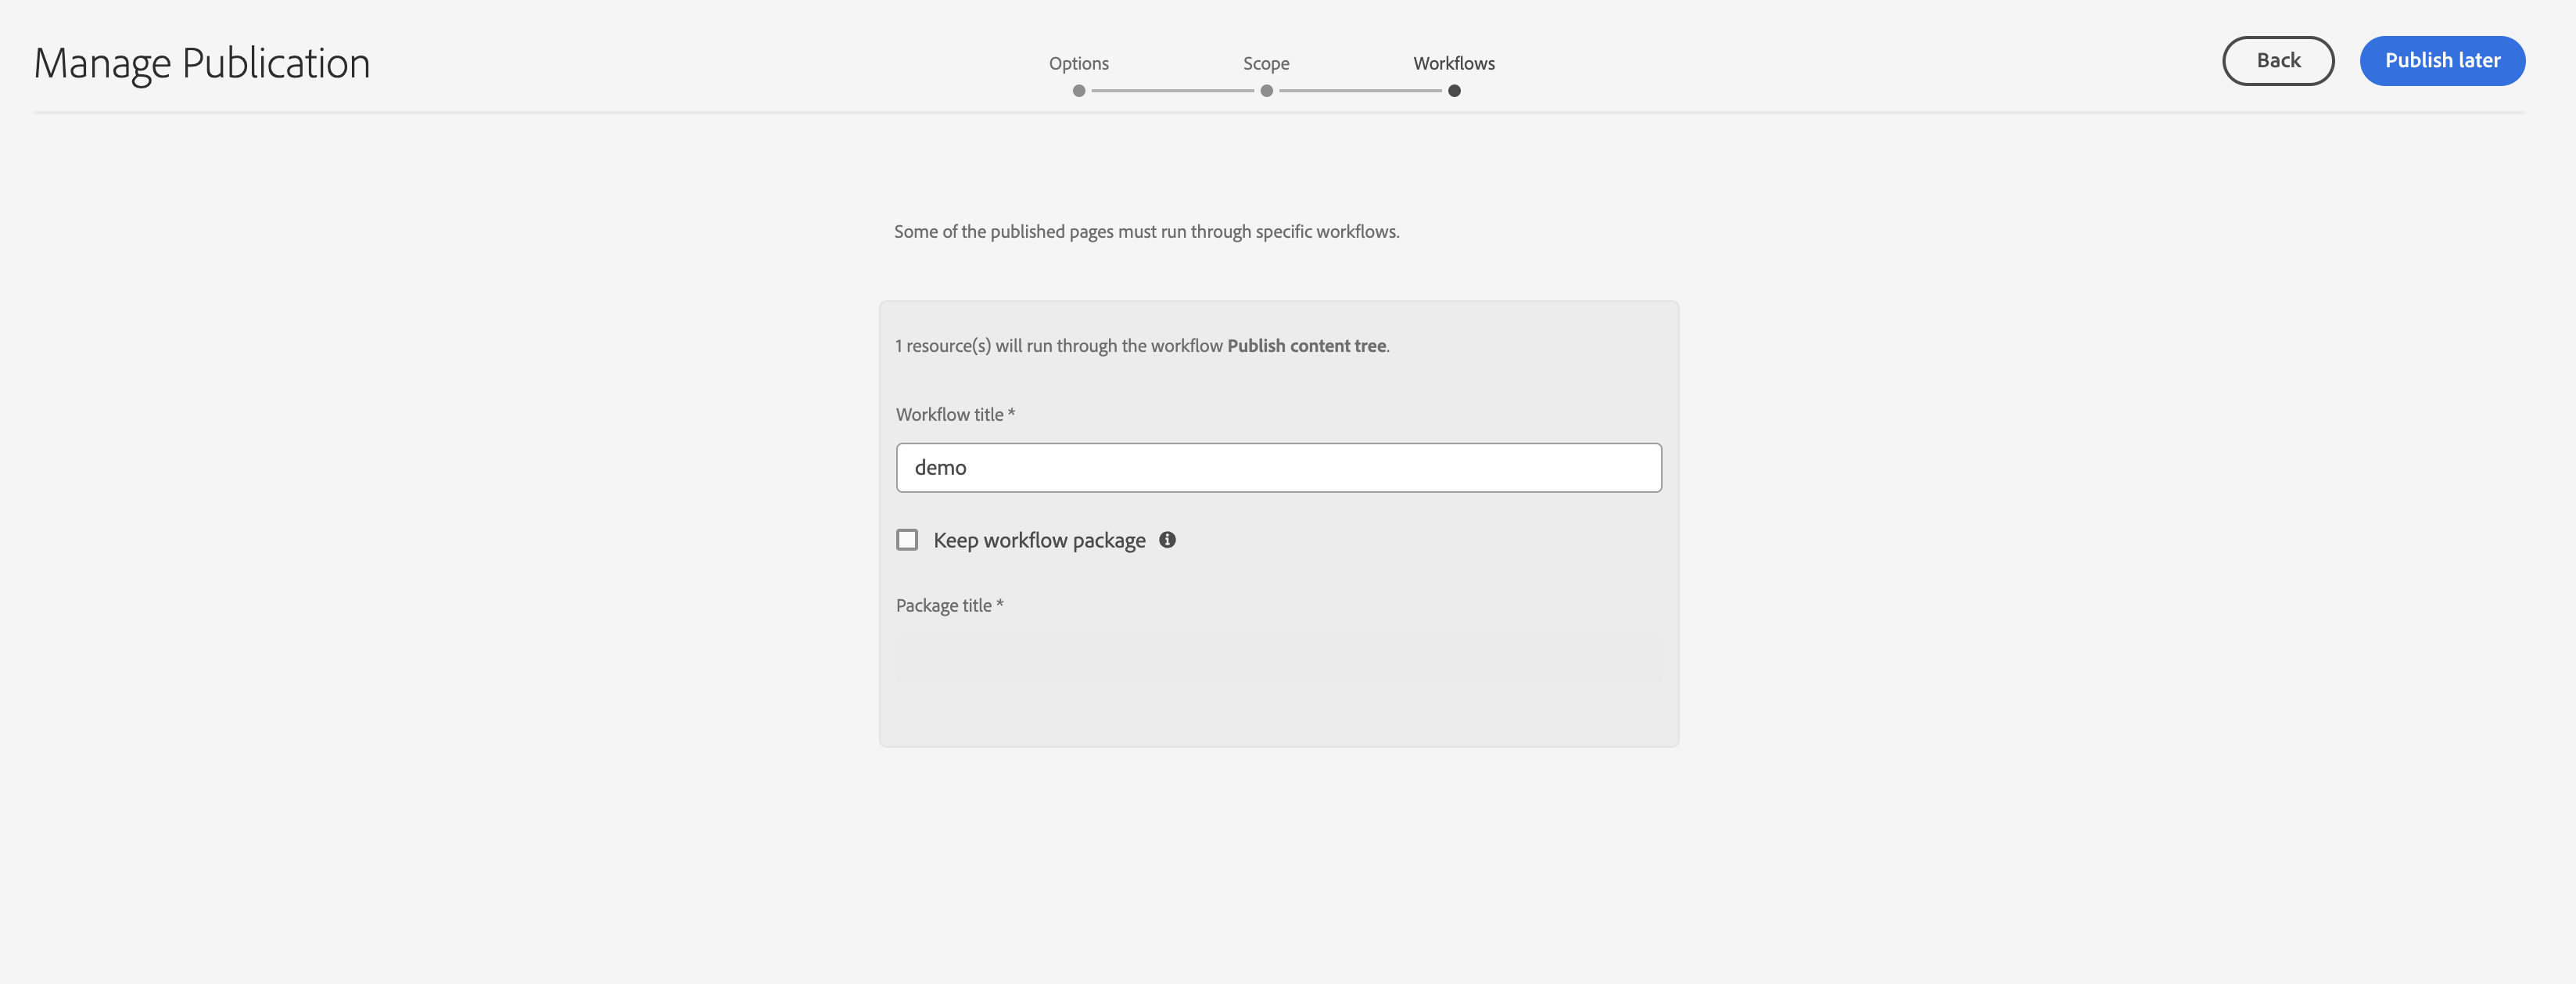 Manage Publication
Options
Scope
Workflows
Back
Publish later
Some of the published pages must run through specific workflows.
1 resource(s) will run through the workflow Publish content tree.
Workflow title *
demo
Keep workflow package
Package title *